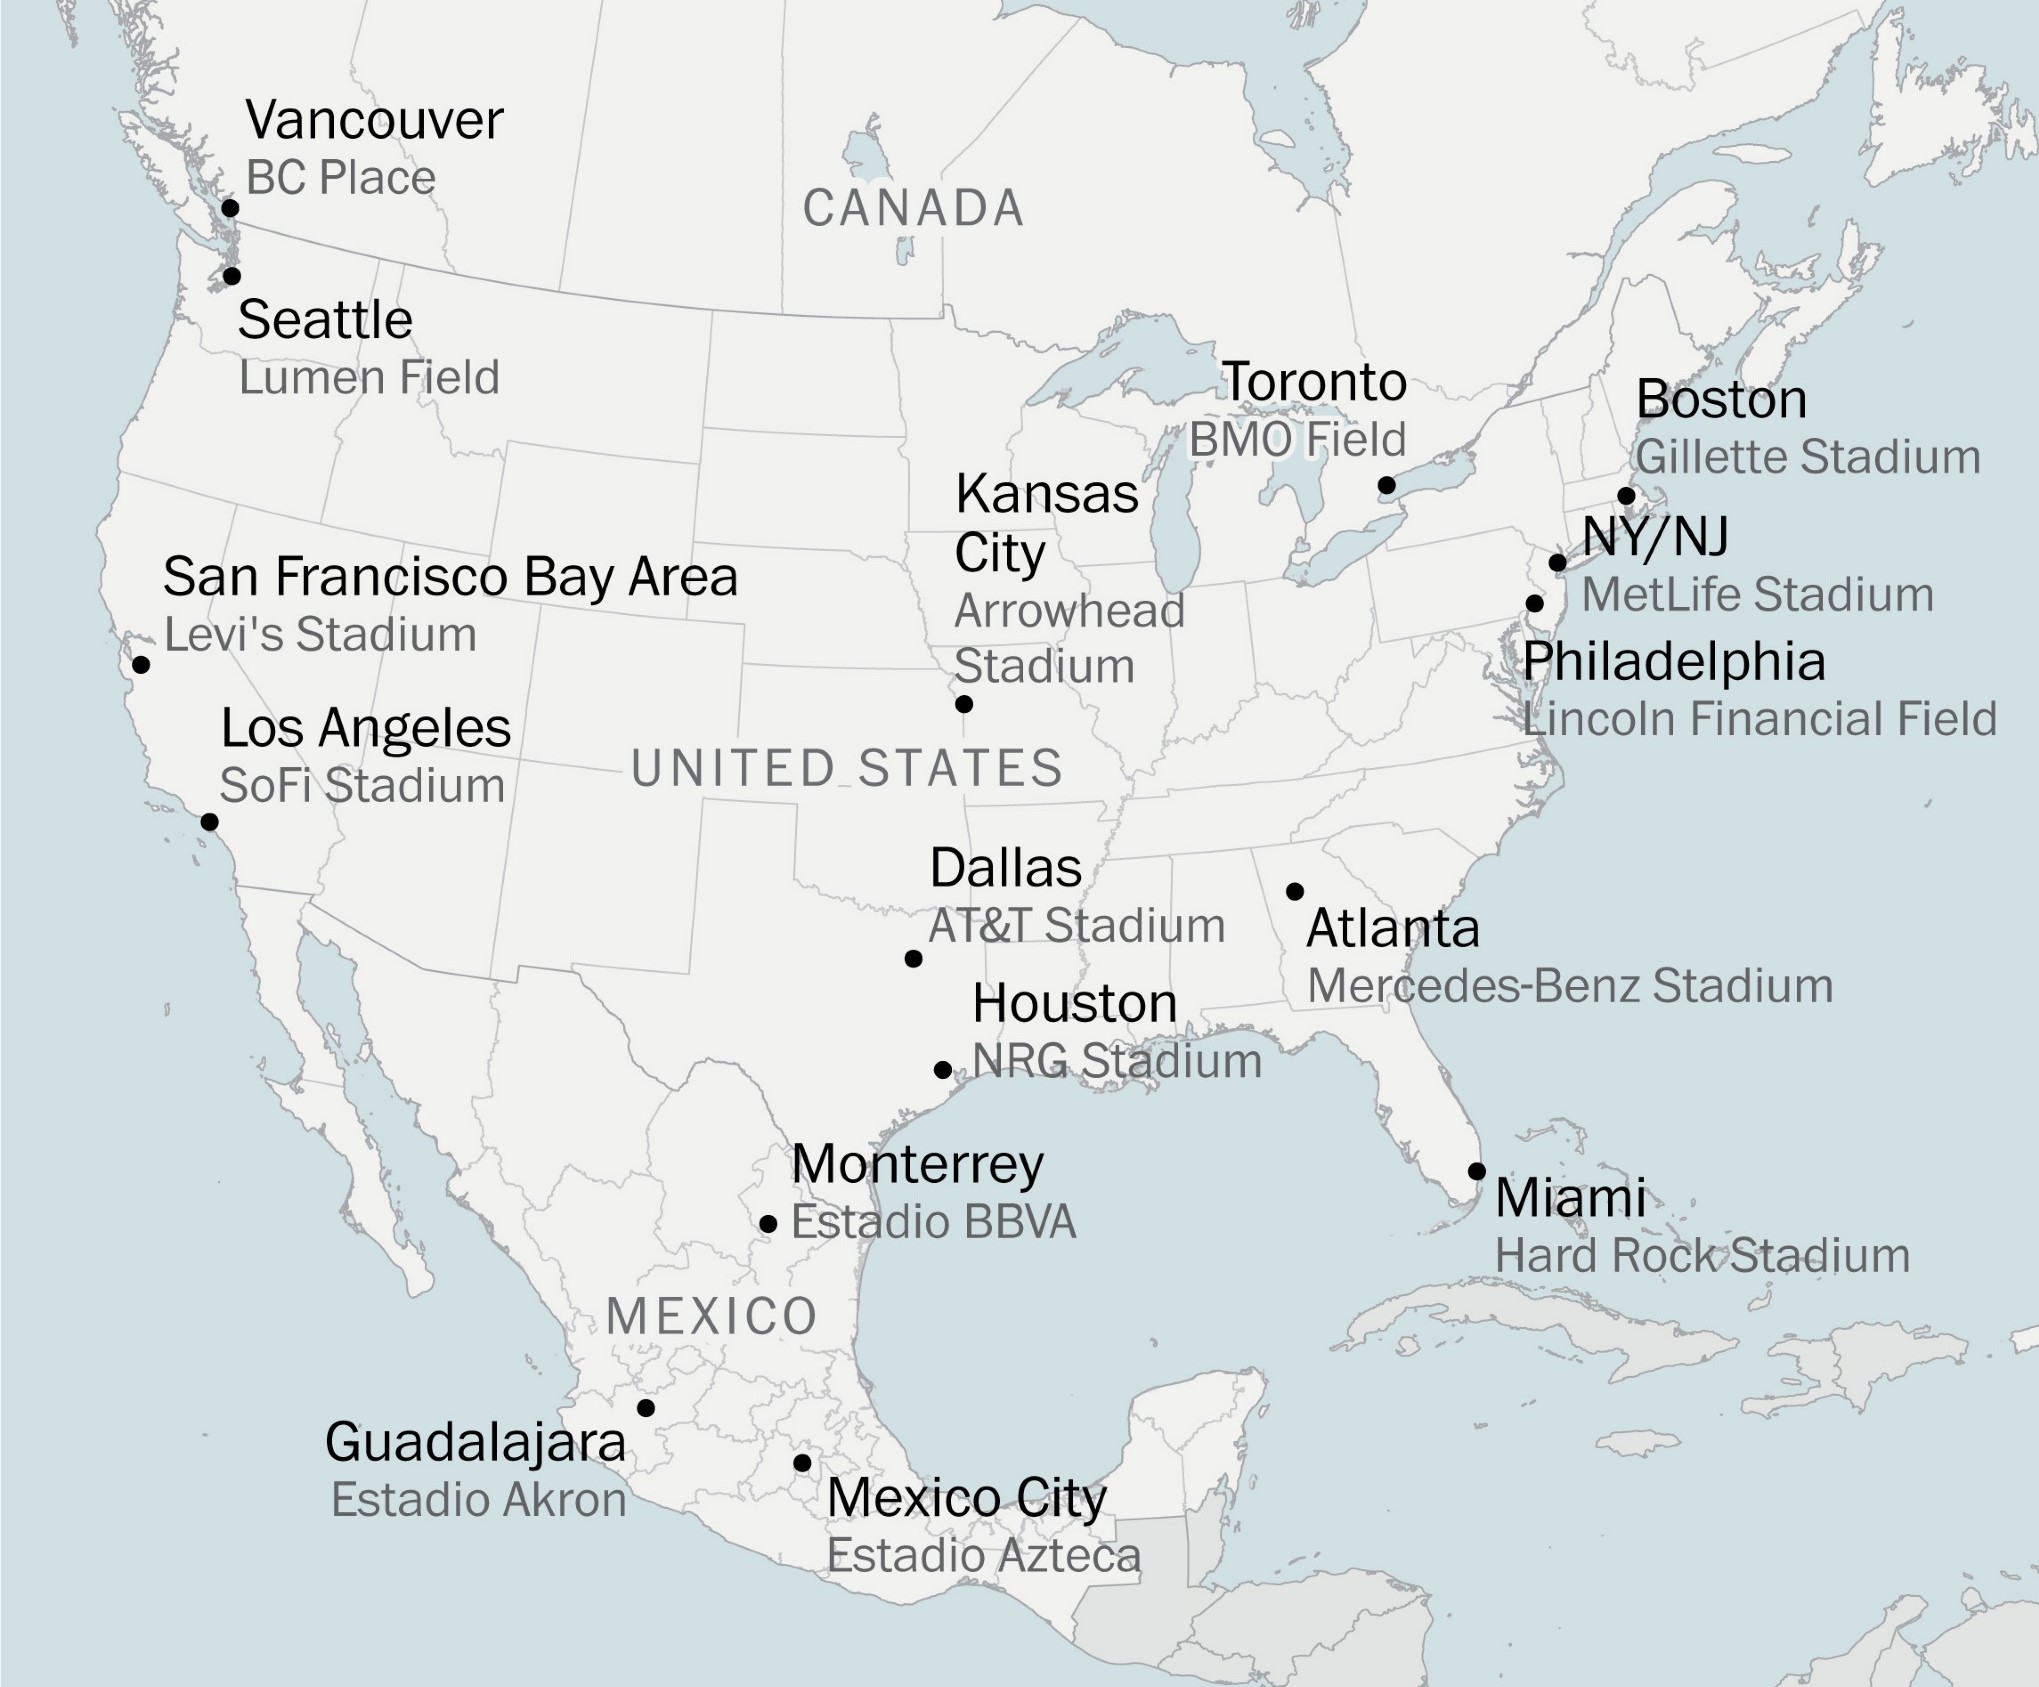 Vancouver
BC Place
CANADA
Seattle
Lumen Field
Toronto
BMO Field
Boston
Gillette Stadium
Kansas
City
Arrowhead
Stadium
NY/NJ
MetLife Stadium
San Francisco Bay Area
Levi's Stadium
Philadelphia
Lincoln Financial Field
Los Angeles
SoFi Stadium
UNITED STATES
Dallas
AT&T Stadium
Atlanta
Mercedes-Benz Stadium
Houston
NRG Stadium
Monterrey
Estadio BBVA
Miami
Hard Rock Stadium
MEXICO
Guadalajara
Estadio Akron
Mexico City
Estadio Azteca